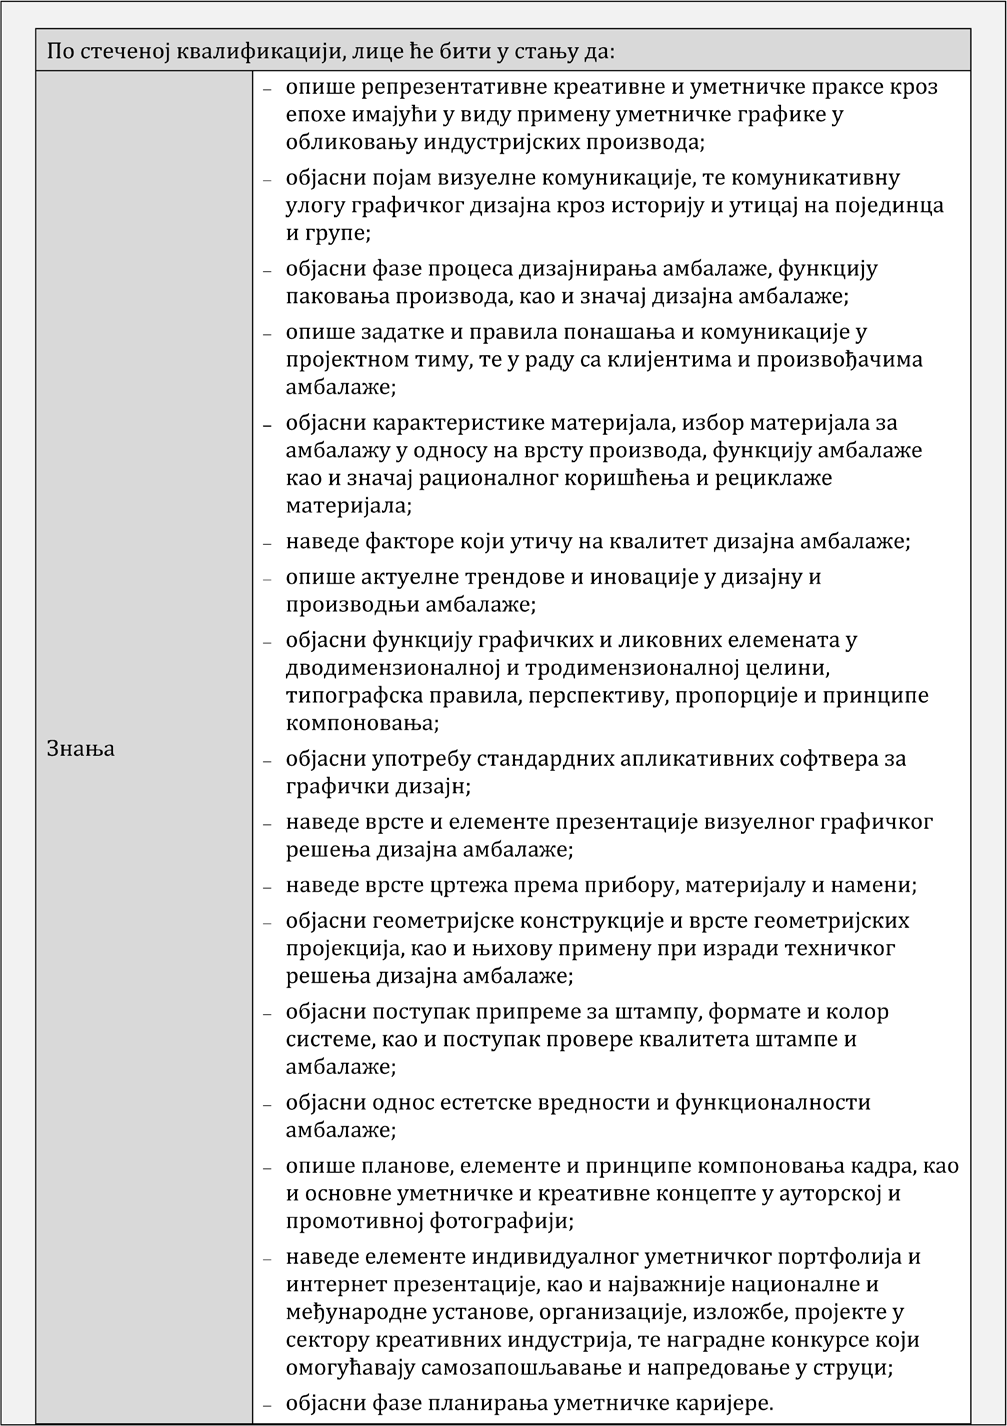 По стеченој квалификацији, лице ће бити у стању да:
Знања
– опише репрезентативне креативне и уметничке праксе кроз
епохе имајући у виду примену уметничке графике у
обликовању индустријских производа;
– објасни појам визуелне комуникације, те комуникативну
улогу графичког дизајна кроз историју и утицај на појединца
и групе;
– објасни фазе процеса дизајнирања амбалаже, функцију
паковања производа, као и значај дизајна амбалаже;
– опише задатке и правила понашања и комуникације у
пројектном тиму, те у раду са клијентима и произвођачима
амбалаже;
– објасни карактеристике материјала, избор материјала за
амбалажу у односу на врсту производа, функцију амбалаже
као и значај рационалног коришћења и рециклаже
материјала;
– наведе факторе који утичу на квалитет дизајна амбалаже;
– опише актуелне трендове и иновације у дизајну и
производњи амбалаже;
– објасни функцију графичких и ликовних елемената у
дводимензионалној и тродимензионалној целини,
типографска правила, перспективу, пропорције и принципе
компоновања;
– објасни употребу стандардних апликативних софтвера за
графички дизајн;
– наведе врсте и елементе презентације визуелног графичког
решења дизајна амбалаже;
– наведе врсте цртежа према прибору, материјалу и намени;
– објасни геометријске конструкције и врсте геометријских
пројекција, као и њихову примену при изради техничког
решења дизајна амбалаже;
– објасни поступак припреме за штампу, формате и колор
системе, као и поступак провере квалитета штампе и
амбалаже;
– објасни однос естетске вредности и функционалности
амбалаже;
– опише планове, елементе и принципе компоновања кадра, као
и основне уметничке и креативне концепте у ауторској и
промотивној фотографији;
– наведе елементе индивидуалног уметничког портфолија и
интернет презентације, као и најважније националне и
међународне установе, организације, изложбе, пројекте у
сектору креативних индустрија, те наградне конкурсе који
омогућавају самозапошљавање и напредовање у струци;
– објасни фазе планирања уметничке каријере.